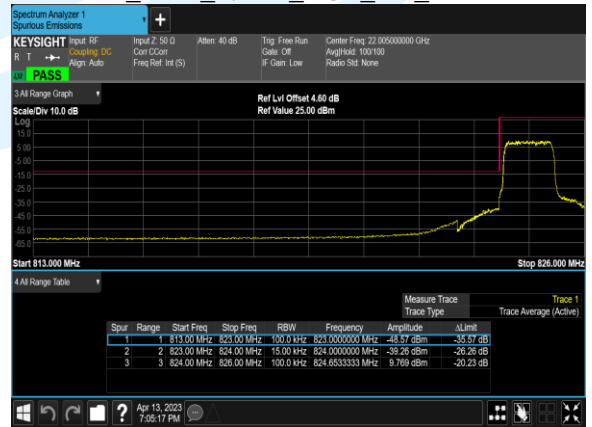 Spectrum Analyzer 1
Spurious Emissions
KEYSIGHT Input: RF Input Z: 50 Ω Atten: 40 dB Trig: Free Run Center Freq: 22.005000000 GHz
R T Coupling: DC Corr CCorr Gate: Off Avg|Hold: 100/100
Align: Auto Freq Ref: Int (S) IF Gain: Low Radio Std: None
LM PASS
3 All Range Graph
Ref Lvl Offset 4.60 dB
Scale/Div 10.0 dB Ref Value 25.00 dBm
Log
15.0
5.00
-5.00
-15.0
-25.0
-35.0
-45.0
-55.0
-65.0
Start 813.000 MHz Stop 826.000 MHz
4 All Range Table
Measure Trace Trace 1
Trace Type Trace Average (Active)
Spur Range Start Freq Stop Freq RBW Frequency Amplitude ΔLimit
1 1 813.00 MHz 823.00 MHz 100.0 kHz 823.0000000 MHz -48.57 dBm -35.57 dB
2 2 823.00 MHz 824.00 MHz 15.00 kHz 824.0000000 MHz -39.26 dBm -26.26 dB
3 3 824.00 MHz 826.00 MHz 100.0 kHz 824.6533333 MHz 9.769 dBm -20.23 dB
Apr 13, 2023
7:05:17 PM